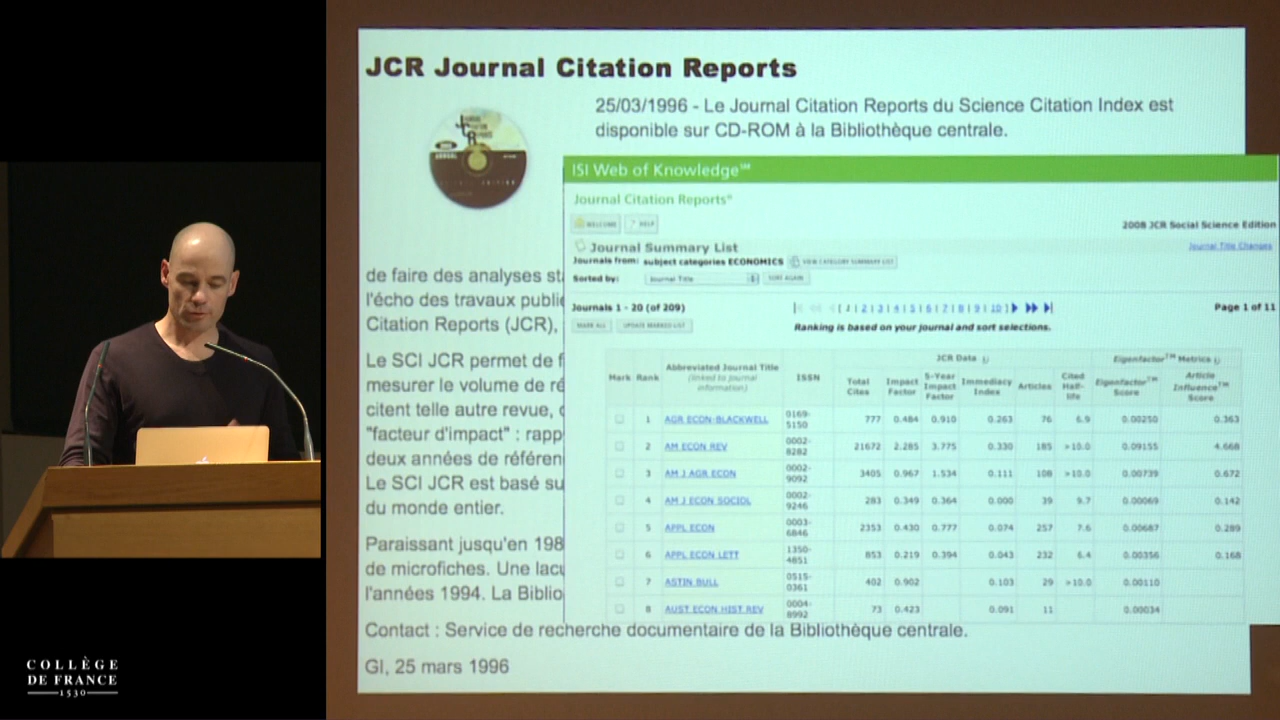 JCR Journal Citation Reports
25/03/1996 - Le Journal Citation Reports du Science Citation Index est
disponible sur CD-ROM à la Bibliothèque centrale.
ISI Web of Knowledge℠
Journal Citation Reports®
WELCOME
? HELP
2008 JCR Social Science Edition
Journal Summary List
Journal Title Changes
Journals from: subject categories ECONOMICS
VIEW CATEGORY SUMMARY LIST
Sorted by: Journal Title SORT AGAIN
Journals 1 - 20 (of 209)
[ 1 | 2 | 3 | 4 | 5 | 6 | 7 | 8 | 9 | 10 ]
Page 1 of 11
MARK ALL UPDATE MARKED LIST
Ranking is based on your journal and sort selections.
Mark Rank Abbreviated Journal Title (linked to journal information) ISSN JCR Data Eigenfactor™ Metrics
Total Cites Impact Factor 5-Year Impact Factor Immediacy Index Articles Cited Half-life Eigenfactor™ Score Article Influence™ Score
1 AGR ECON-BLACKWELL 0169-5150 777 0.484 0.910 0.263 76 6.9 0.00250 0.363
2 AM ECON REV 0002-8282 21672 2.285 3.775 0.330 185 >10.0 0.09155 4.668
3 AM J AGR ECON 0002-9092 3405 0.967 1.534 0.111 108 >10.0 0.00739 0.672
4 AM J ECON SOCIOL 0002-9246 283 0.349 0.364 0.000 39 9.7 0.00069 0.142
5 APPL ECON 0003-6846 2353 0.430 0.777 0.074 257 7.6 0.00687 0.289
6 APPL ECON LETT 1350-4851 853 0.219 0.394 0.043 232 6.4 0.00356 0.168
7 ASTIN BULL 0515-0361 402 0.902 0.103 29 >10.0 0.00110
8 AUST ECON HIST REV 0004-8992 73 0.423 0.091 11 0.00034
de faire des analyses st
l'écho des travaux publi
Citation Reports (JCR),
Le SCI JCR permet de f
mesurer le volume de ré
citent telle autre revue,
"facteur d'impact" : rapp
deux années de référen
Le SCI JCR est basé su
du monde entier.
Paraissant jusqu'en 198
de microfiches. Une lacu
l'années 1994. La Biblio
Contact : Service de recherche documentaire de la Bibliothèque centrale.
GI, 25 mars 1996
COLLÈGE
DE FRANCE
1530